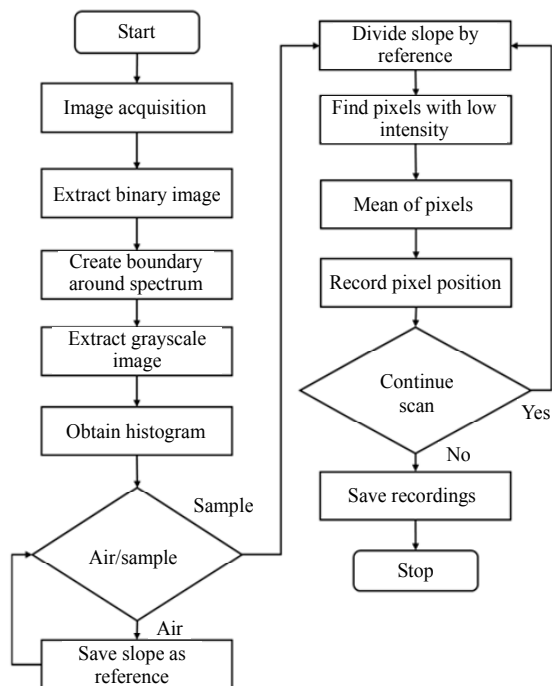 Start
Image acquisition
Extract binary image
Create boundary
around spectrum
Extract grayscale
image
Obtain histogram
Sample
Air/sample
Air
Save slope as
reference
Divide slope by
reference
Find pixels with low
intensity
Mean of pixels
Record pixel position
Continue
scan
Yes
No
Save recordings
Stop